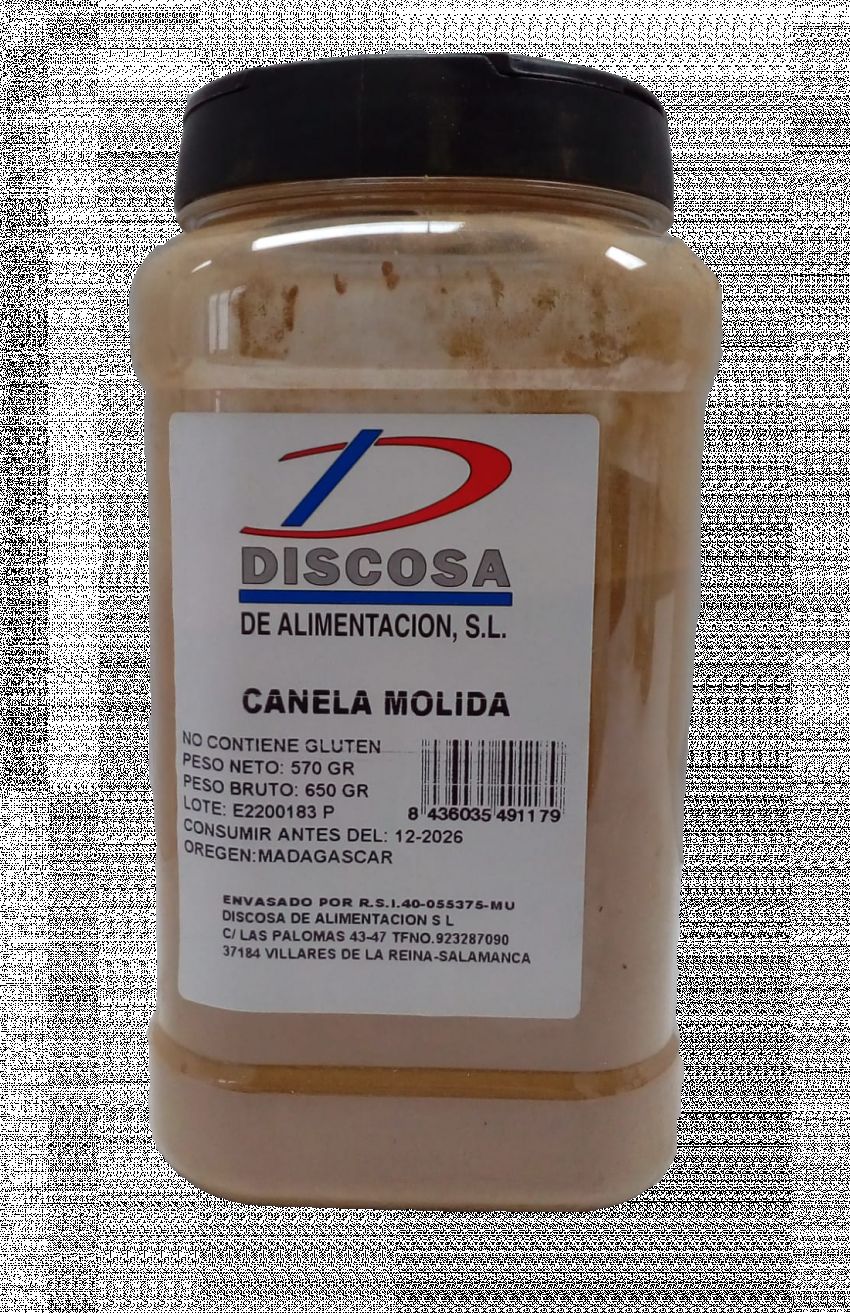 DISCOSA
DE ALIMENTACION, S.L.
CANELA MOLIDA
NO CONTIENE GLUTEN
PESO NETO: 570 GR
PESO BRUTO: 650 GR
LOTE: E2200183 P
8 436035 491179
CONSUMIR ANTES DEL: 12-2026
OREGEN:MADAGASCAR
ENVASADO POR R.S.I.40-055375-MU
DISCOSA DE ALIMENTACION S L
C/ LAS PALOMAS 43-47 TFNO.923287090
37184 VILLARES DE LA REINA-SALAMANCA